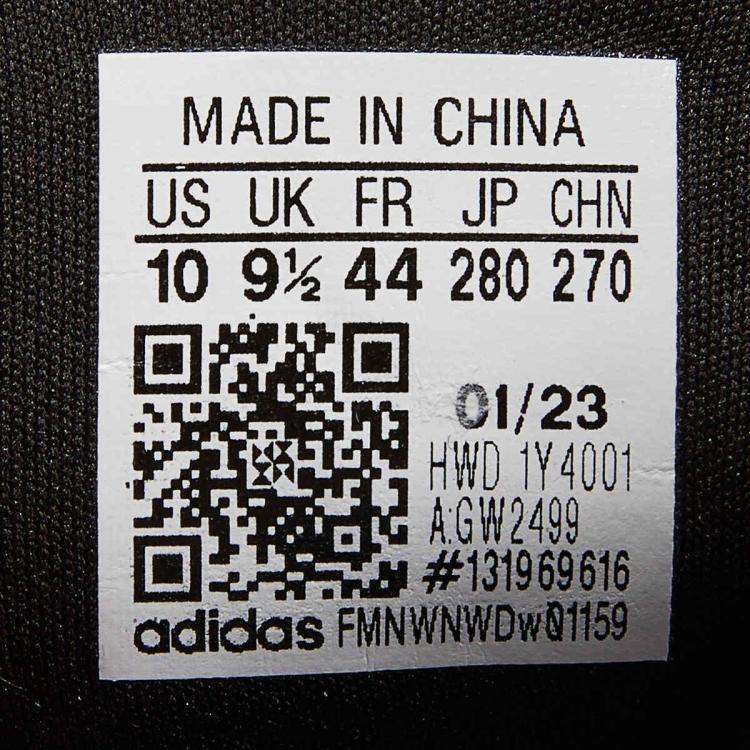 MADE IN CHINA
US UK FR JP CHN
10 9½ 44 280 270
01/23
HWD 1Y4001
A:GW2499
#131969616
adidas FMNWNWDwQ1159